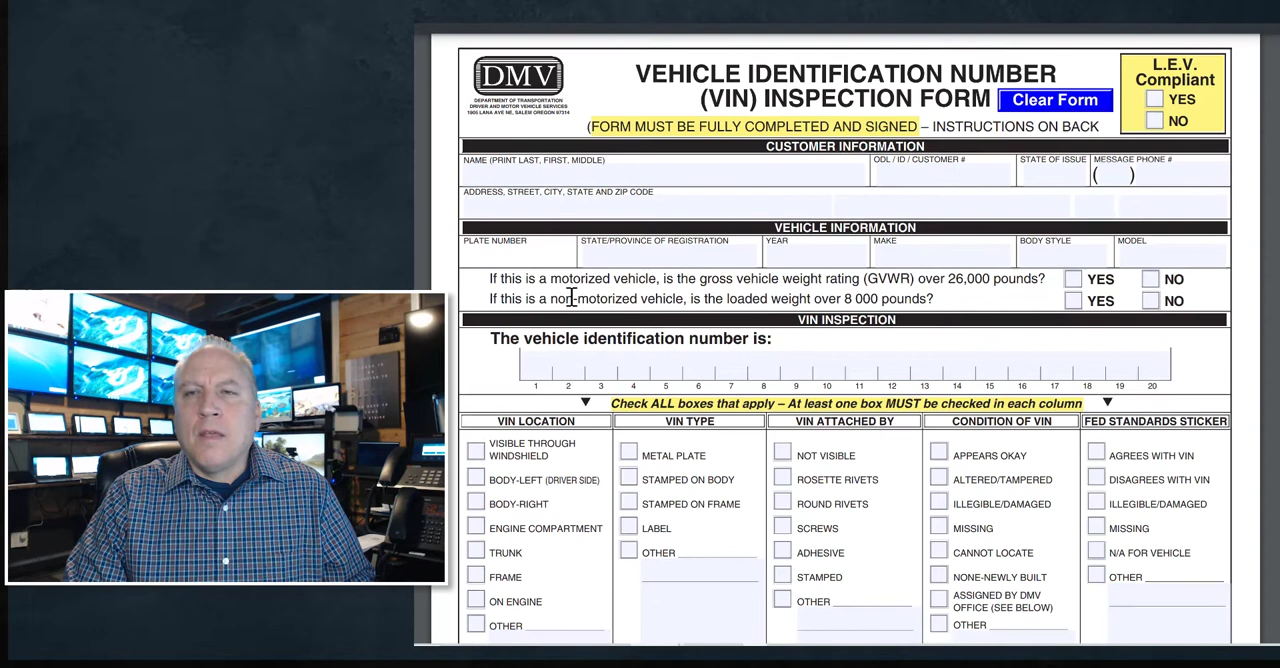 DMV
DEPARTMENT OF TRANSPORTATION
DRIVER AND MOTOR VEHICLE SERVICES
1905 LANA AVE NE, SALEM OREGON 97314
VEHICLE IDENTIFICATION NUMBER
(VIN) INSPECTION FORM
Clear Form
(FORM MUST BE FULLY COMPLETED AND SIGNED – INSTRUCTIONS ON BACK
L.E.V.
Compliant
YES
NO
CUSTOMER INFORMATION
NAME (PRINT LAST, FIRST, MIDDLE) ODL / ID / CUSTOMER # STATE OF ISSUE MESSAGE PHONE #
( )
ADDRESS, STREET, CITY, STATE AND ZIP CODE
VEHICLE INFORMATION
PLATE NUMBER STATE/PROVINCE OF REGISTRATION YEAR MAKE BODY STYLE MODEL
If this is a motorized vehicle, is the gross vehicle weight rating (GVWR) over 26,000 pounds? YES NO
If this is a non-motorized vehicle, is the loaded weight over 8 000 pounds? YES NO
VIN INSPECTION
The vehicle identification number is:
1 2 3 4 5 6 7 8 9 10 11 12 13 14 15 16 17 18 19 20
Check ALL boxes that apply – At least one box MUST be checked in each column
VIN LOCATION
VISIBLE THROUGH
WINDSHIELD
BODY-LEFT (DRIVER SIDE)
BODY-RIGHT
ENGINE COMPARTMENT
TRUNK
FRAME
ON ENGINE
OTHER
VIN TYPE
METAL PLATE
STAMPED ON BODY
STAMPED ON FRAME
LABEL
OTHER
VIN ATTACHED BY
NOT VISIBLE
ROSETTE RIVETS
ROUND RIVETS
SCREWS
ADHESIVE
STAMPED
OTHER
CONDITION OF VIN
APPEARS OKAY
ALTERED/TAMPERED
ILLEGIBLE/DAMAGED
MISSING
CANNOT LOCATE
NONE-NEWLY BUILT
ASSIGNED BY DMV
OFFICE (SEE BELOW)
OTHER
FED STANDARDS STICKER
AGREES WITH VIN
DISAGREES WITH VIN
ILLEGIBLE/DAMAGED
MISSING
N/A FOR VEHICLE
OTHER